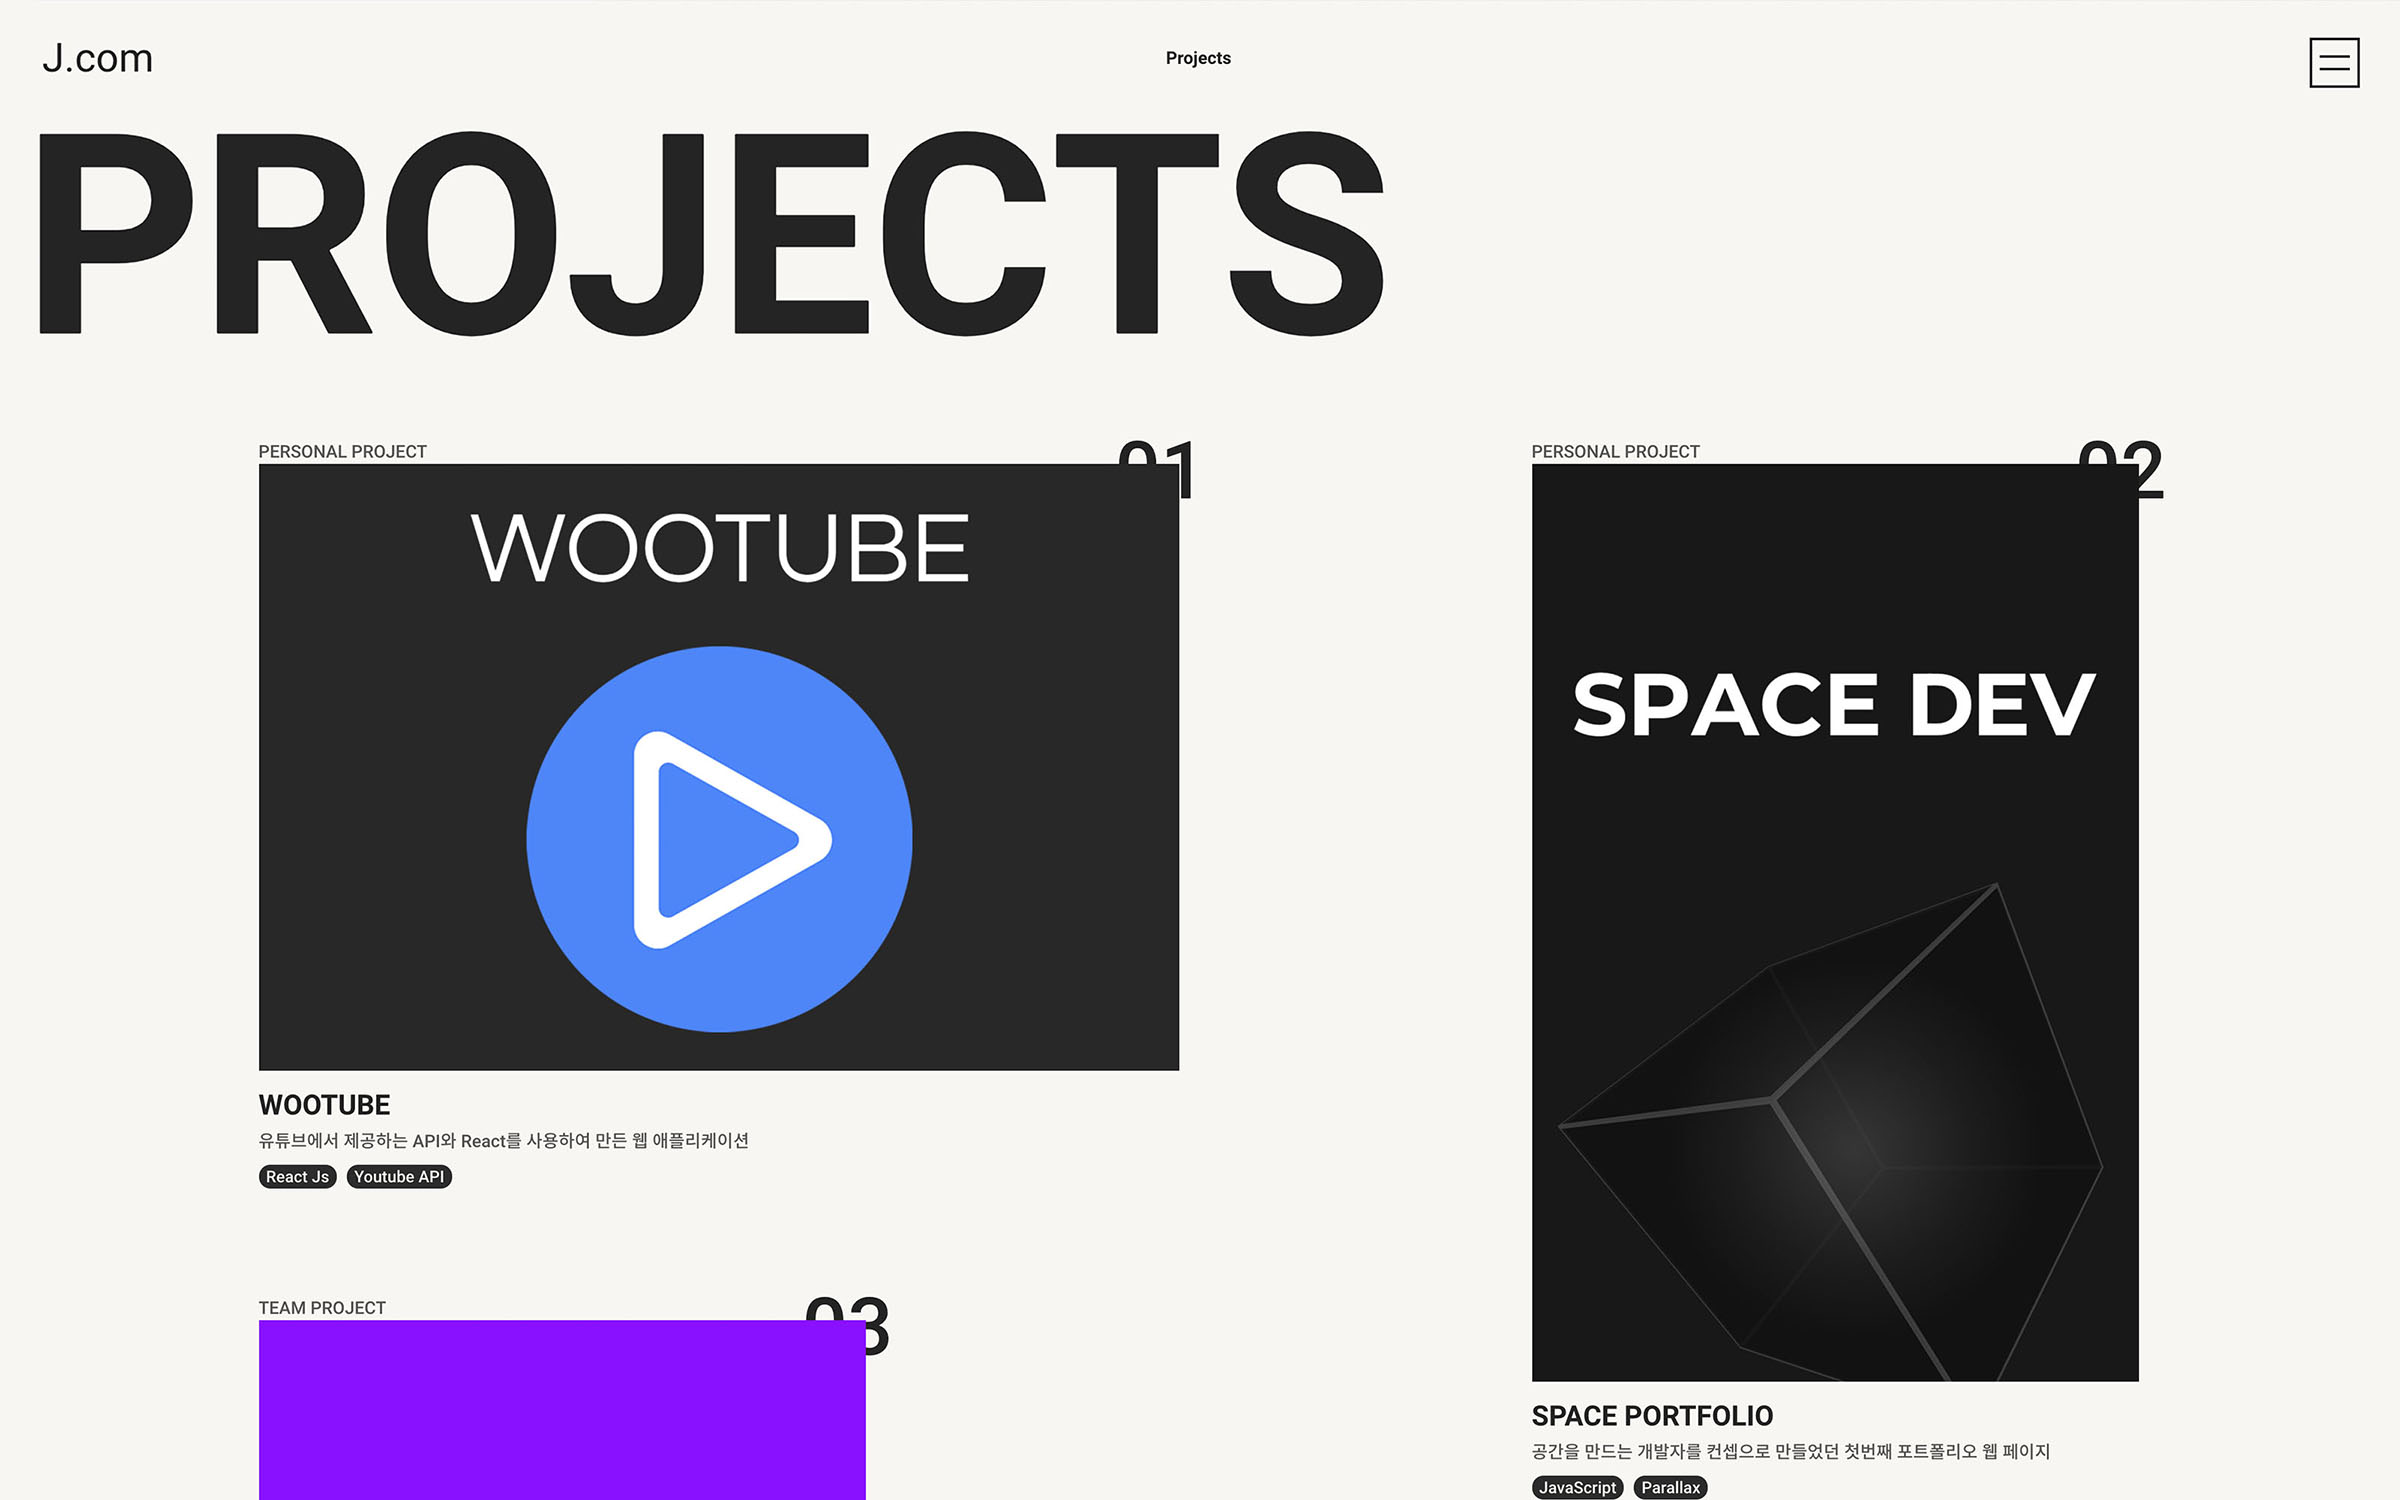 J.com
Projects
PROJECTS
PERSONAL PROJECT
01
WOOTUBE
WOOTUBE
유튜브에서 제공하는 API와 React를 사용하여 만든 웹 애플리케이션
React Js
Youtube API
PERSONAL PROJECT
02
SPACE DEV
SPACE PORTFOLIO
공간을 만드는 개발자를 컨셉으로 만들었던 첫번째 포트폴리오 웹 페이지
JavaScript
Parallax
TEAM PROJECT
03